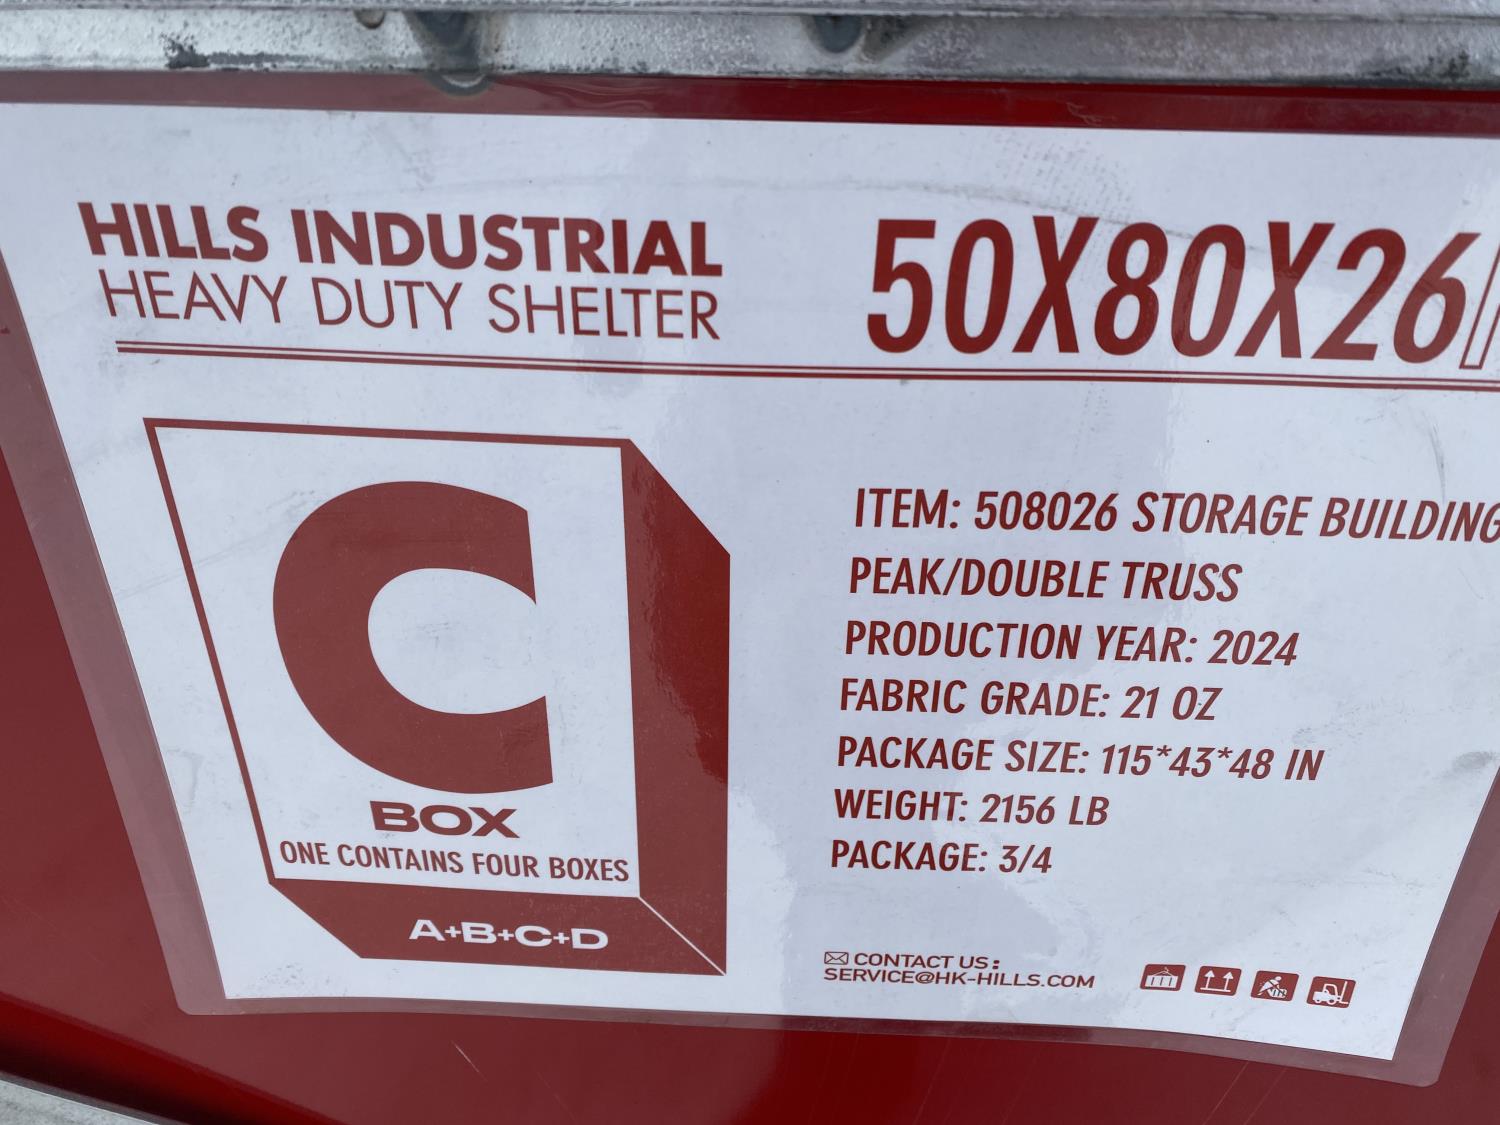 HILLS INDUSTRIAL
HEAVY DUTY SHELTER
50X80X26
C
BOX
ONE CONTAINS FOUR BOXES
A+B+C+D
ITEM: 508026 STORAGE BUILDING
PEAK/DOUBLE TRUSS
PRODUCTION YEAR: 2024
FABRIC GRADE: 21 OZ
PACKAGE SIZE: 115*43*48 IN
WEIGHT: 2156 LB
PACKAGE: 3/4
CONTACT US:
SERVICE@HK-HILLS.COM